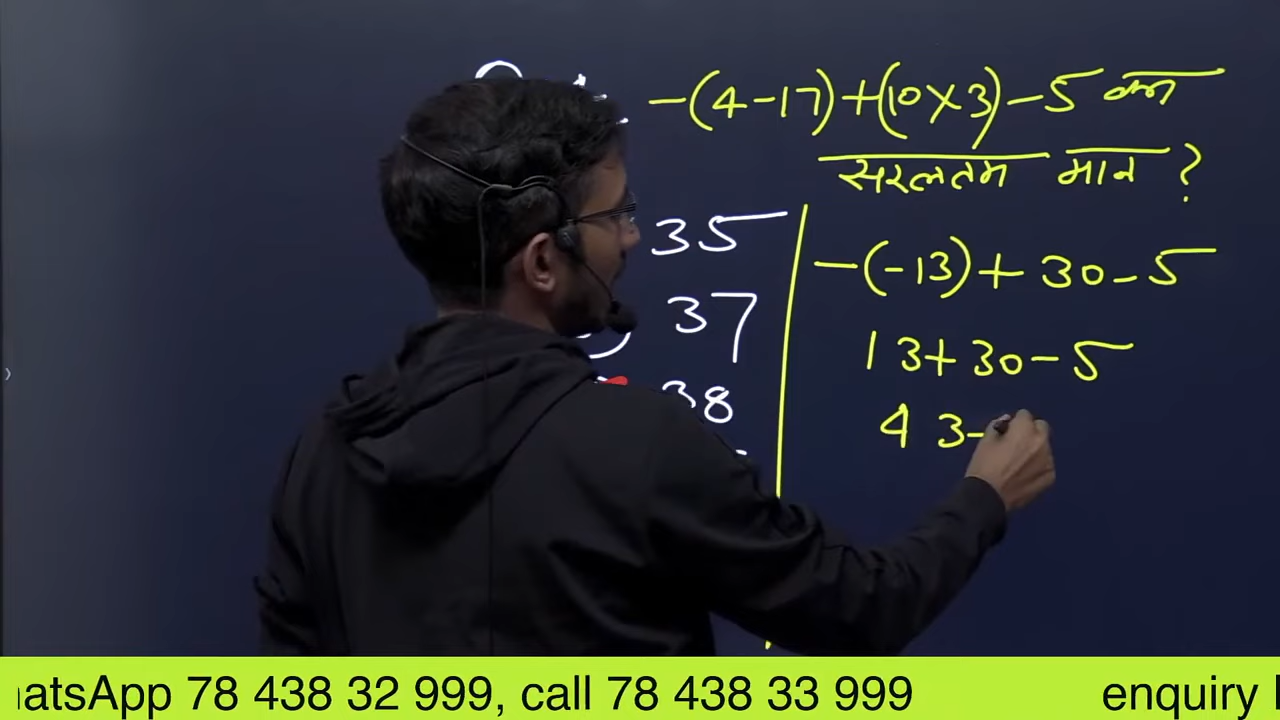 -(4-17)+(10×3)-5 का
सरलतम मान ?
35
37
38
-(-13)+ 30-5
13+30-5
43-
atsApp 78 438 32 999, call 78 438 33 999 enquiry